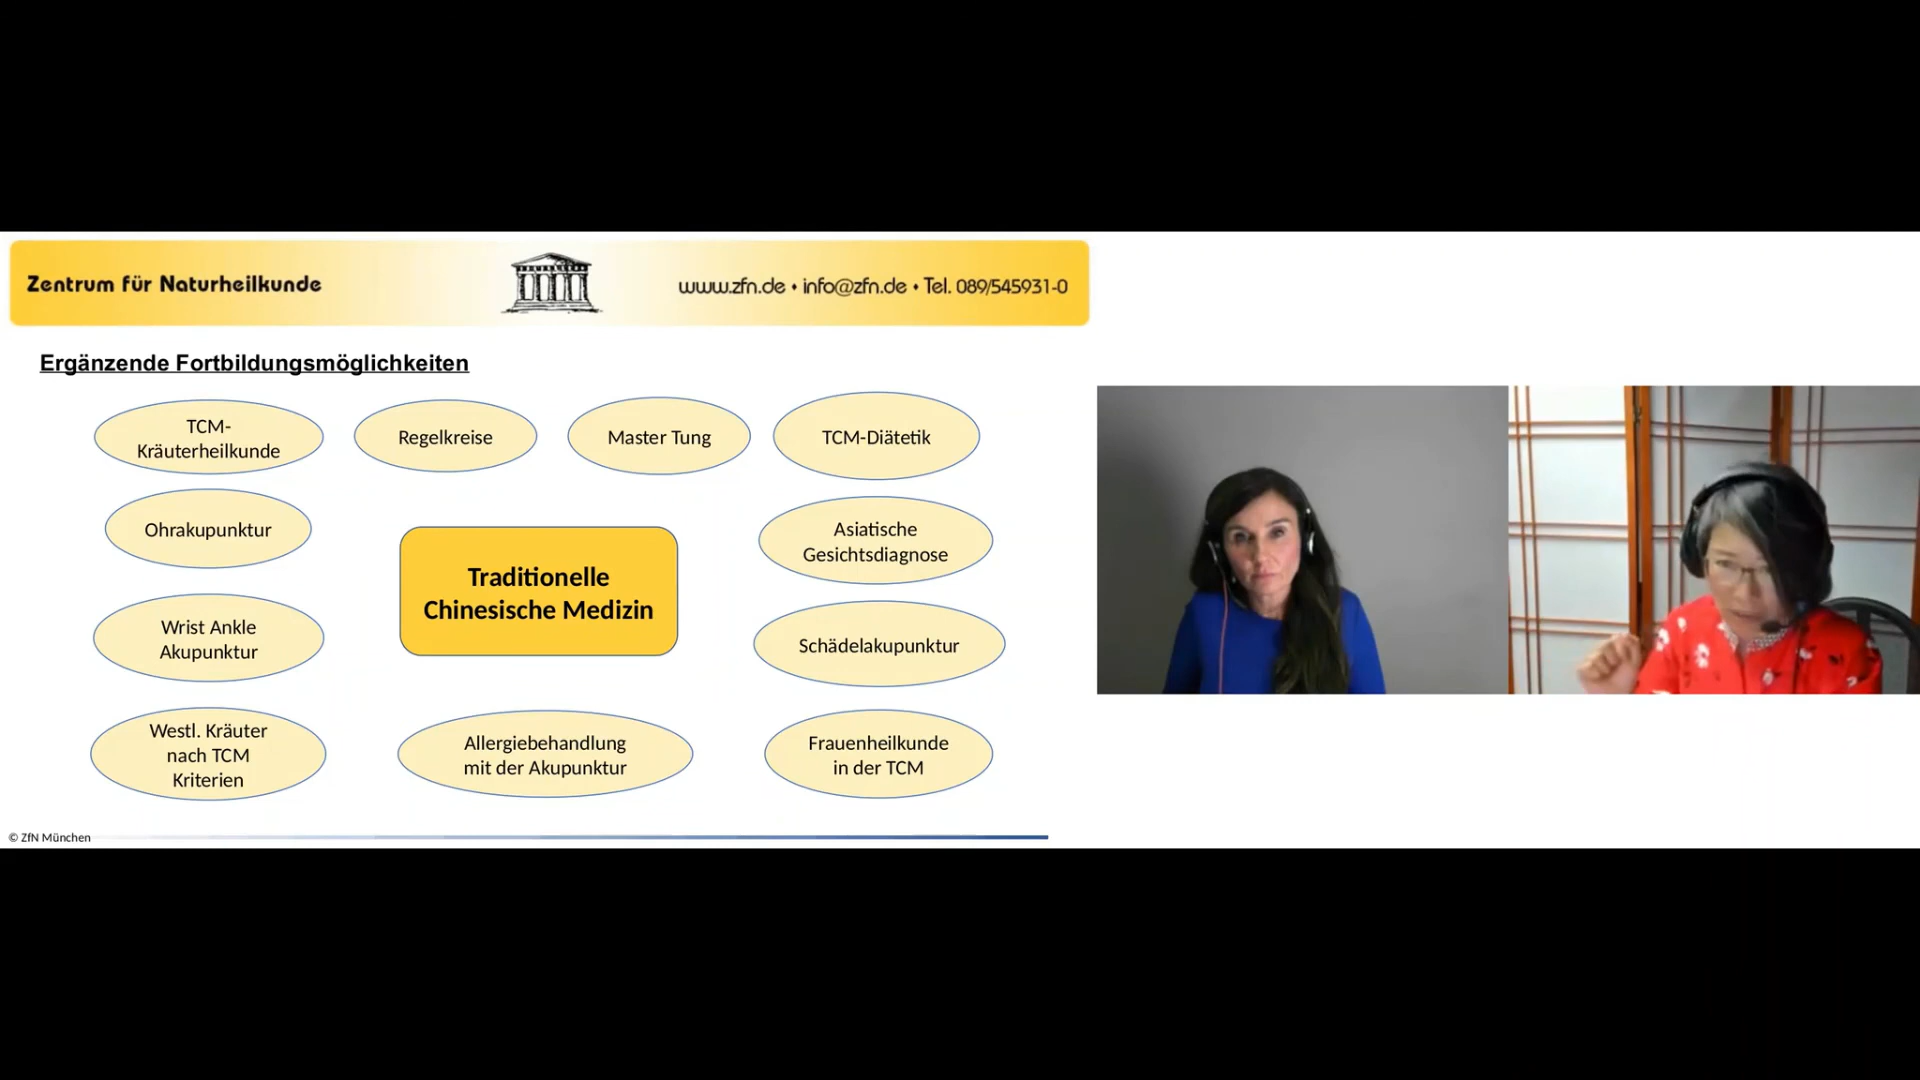 Zentrum für Naturheilkunde
www.zfn.de • info@zfn.de • Tel. 089/545931-0
Ergänzende Fortbildungsmöglichkeiten
TCM-
Kräuterheilkunde
Regelkreise
Master Tung
TCM-Diätetik
Ohrakupunktur
Asiatische
Gesichtsdiagnose
Traditionelle
Chinesische Medizin
Wrist Ankle
Akupunktur
Schädelakupunktur
Westl. Kräuter
nach TCM
Kriterien
Allergiebehandlung
mit der Akupunktur
Frauenheilkunde
in der TCM
© ZfN München